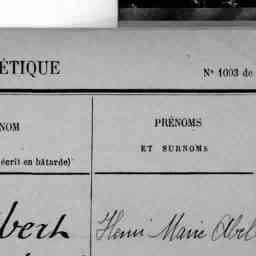 ÉTIQUE
N° 1003 de
NOM
PRÉNOMS
écrit en bâtarde)
ET SURNOMS
bert
Henri Marie Abel